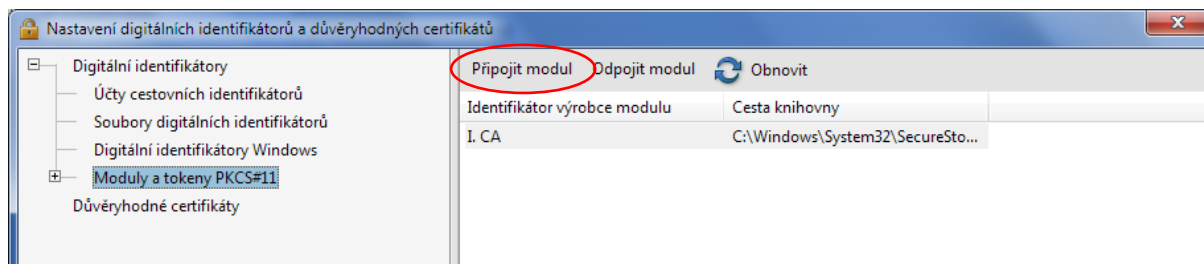 Nastavení digitálních identifikátorů a důvěryhodných certifikátů
Digitální identifikátory
Účty cestovních identifikátorů
Soubory digitálních identifikátorů
Digitální identifikátory Windows
Moduly a tokeny PKCS#11
Důvěryhodné certifikáty
Připojit modul Odpojit modul Obnovit
Identifikátor výrobce modulu Cesta knihovny
I. CA C:\Windows\System32\SecureSto...